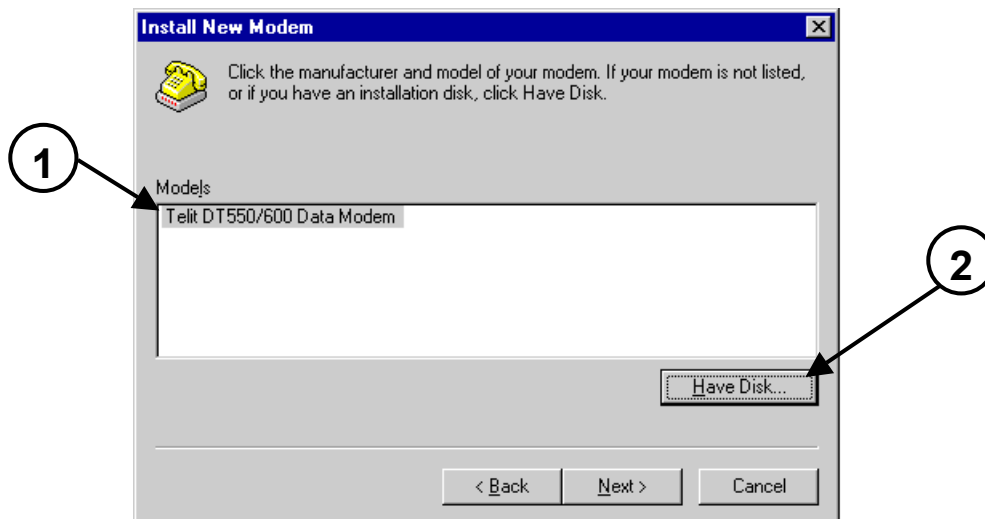 Install New Modem
Click the manufacturer and model of your modem. If your modem is not listed,
or if you have an installation disk, click Have Disk.
1
Models
Telit DT550/600 Data Modem
2
Have Disk...
< Back Next > Cancel